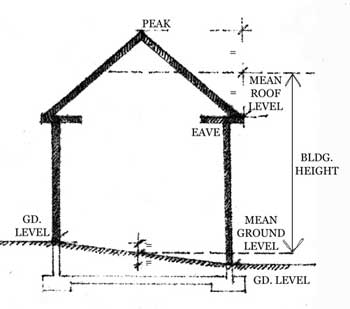 PEAK
=
MEAN
ROOF
LEVEL
=
EAVE
BLDG.
HEIGHT
GD.
LEVEL
MEAN
GROUND
LEVEL
=
=
GD. LEVEL